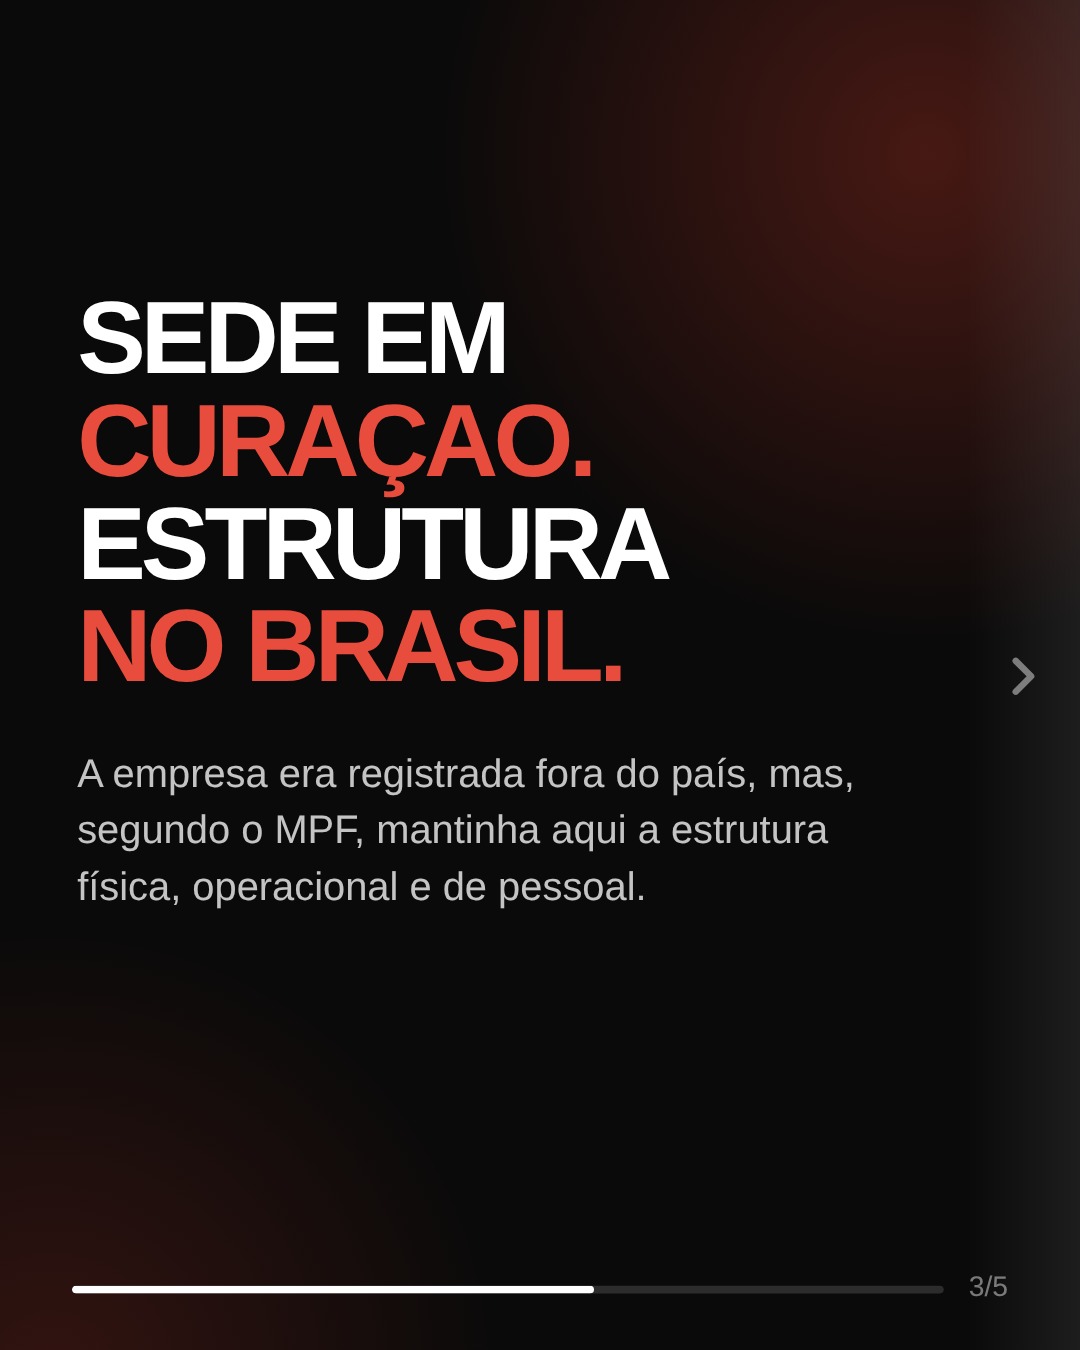 SEDE EM
CURAÇAO.
ESTRUTURA
NO BRASIL.
A empresa era registrada fora do país, mas,
segundo o MPF, mantinha aqui a estrutura
física, operacional e de pessoal.
3/5